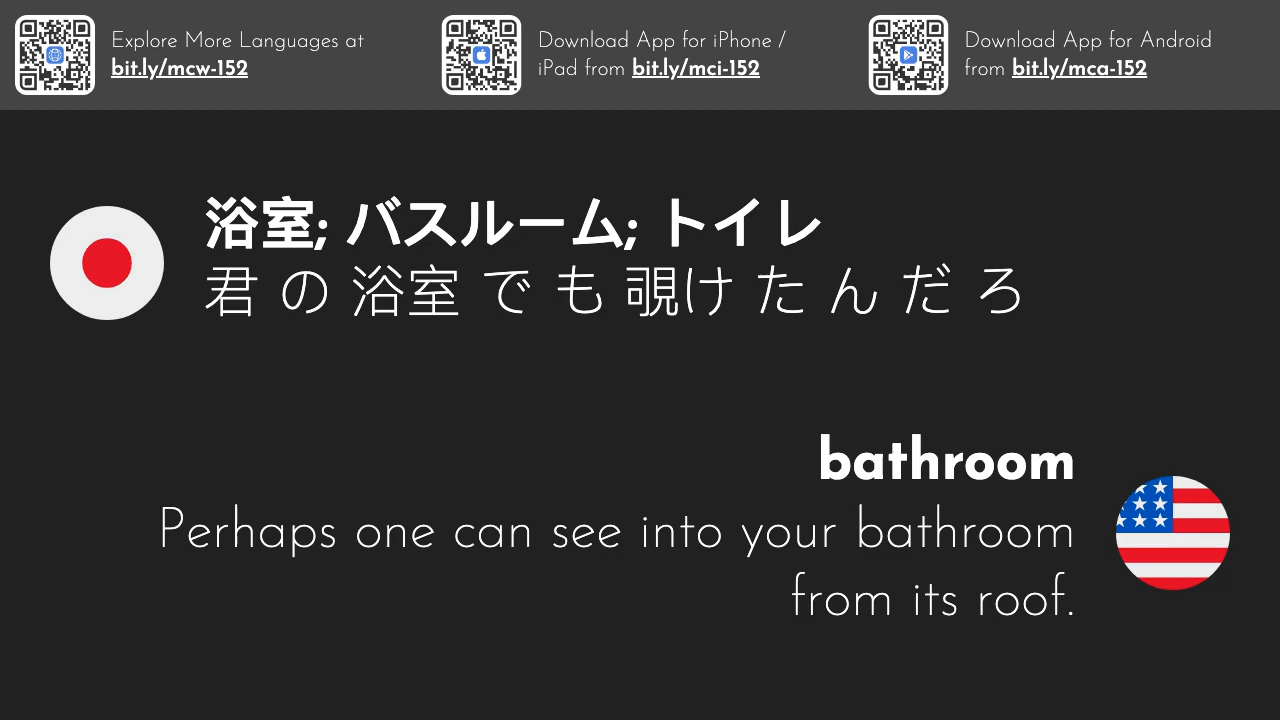 Explore More Languages at
bit.ly/mcw-152
Download App for iPhone /
iPad from bit.ly/mci-152
Download App for Android
from bit.ly/mca-152
浴室; バスルーム; トイレ
君 の 浴室 で も 覗け た ん だ ろ
bathroom
Perhaps one can see into your bathroom
from its roof.